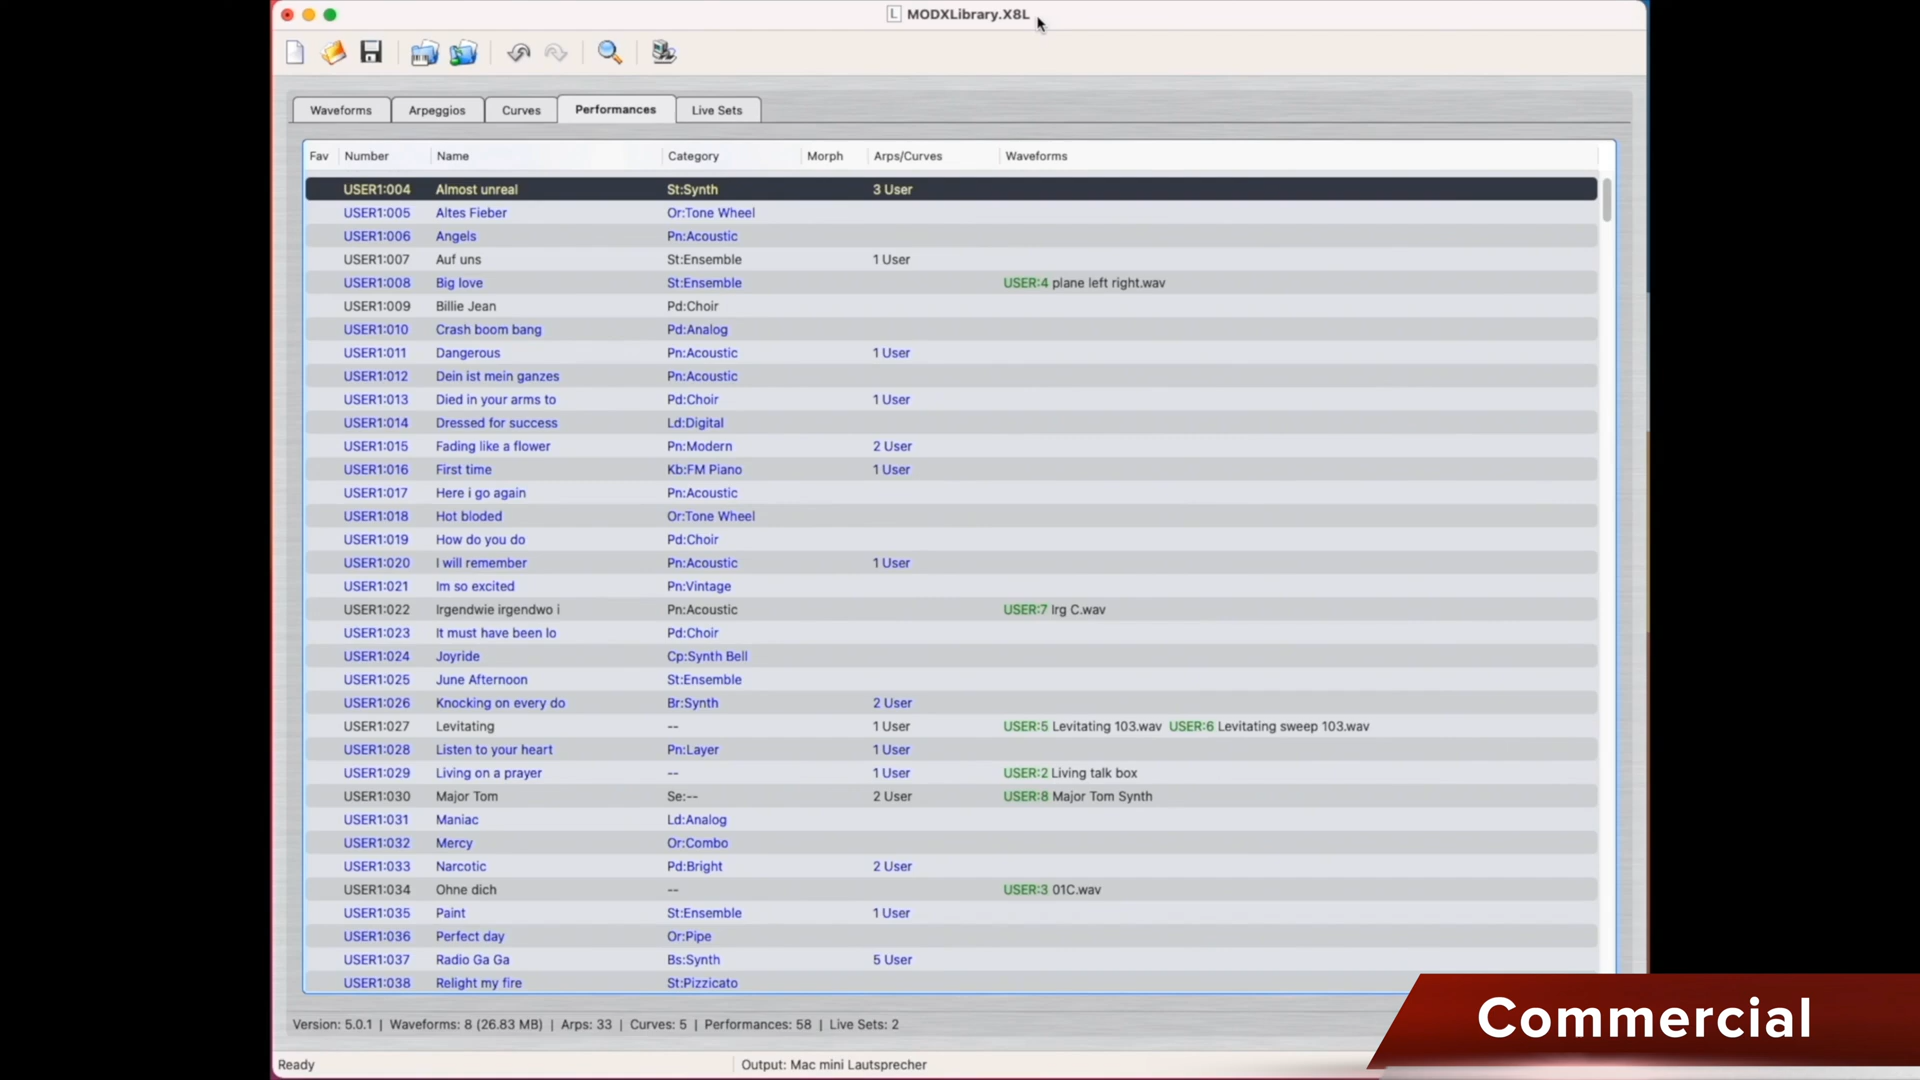 MODXLibrary.X8L
Waveforms Arpeggios Curves Performances Live Sets
Fav Number Name Category Morph Arps/Curves Waveforms
USER1:004 Almost unreal St:Synth 3 User
USER1:005 Altes Fieber Or:Tone Wheel
USER1:006 Angels Pn:Acoustic
USER1:007 Auf uns St:Ensemble 1 User
USER1:008 Big love St:Ensemble USER:4 plane left right.wav
USER1:009 Billie Jean Pd:Choir
USER1:010 Crash boom bang Pd:Analog
USER1:011 Dangerous Pn:Acoustic 1 User
USER1:012 Dein ist mein ganzes Pn:Acoustic
USER1:013 Died in your arms to Pd:Choir 1 User
USER1:014 Dressed for success Ld:Digital
USER1:015 Fading like a flower Pn:Modern 2 User
USER1:016 First time Kb:FM Piano 1 User
USER1:017 Here i go again Pn:Acoustic
USER1:018 Hot bloded Or:Tone Wheel
USER1:019 How do you do Pd:Choir
USER1:020 I will remember Pn:Acoustic 1 User
USER1:021 Im so excited Pn:Vintage
USER1:022 Irgendwie irgendwo i Pn:Acoustic USER:7 Irg C.wav
USER1:023 It must have been lo Pd:Choir
USER1:024 Joyride Cp:Synth Bell
USER1:025 June Afternoon St:Ensemble
USER1:026 Knocking on every do Br:Synth 2 User
USER1:027 Levitating -- 1 User USER:5 Levitating 103.wav USER:6 Levitating sweep 103.wav
USER1:028 Listen to your heart Pn:Layer 1 User
USER1:029 Living on a prayer -- 1 User USER:2 Living talk box
USER1:030 Major Tom Se:-- 2 User USER:8 Major Tom Synth
USER1:031 Maniac Ld:Analog
USER1:032 Mercy Or:Combo
USER1:033 Narcotic Pd:Bright 2 User
USER1:034 Ohne dich -- USER:3 01C.wav
USER1:035 Paint St:Ensemble 1 User
USER1:036 Perfect day Or:Pipe
USER1:037 Radio Ga Ga Bs:Synth 5 User
USER1:038 Relight my fire St:Pizzicato
Version: 5.0.1 | Waveforms: 8 (26.83 MB) | Arps: 33 | Curves: 5 | Performances: 58 | Live Sets: 2
Commercial
Ready Output: Mac mini Lautsprecher